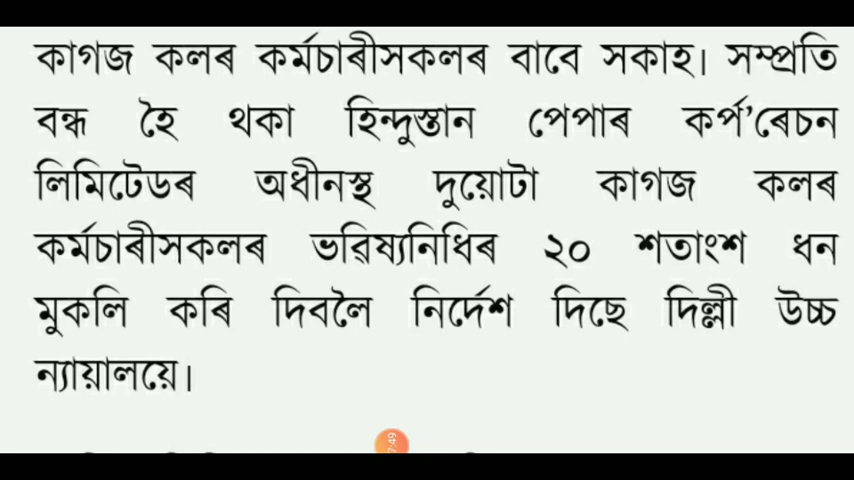 কাগজ কলৰ কৰ্মচাৰীসকলৰ বাবে সকাহ। সম্প্ৰতি
বন্ধ হৈ থকা হিন্দুস্তান পেপাৰ কৰ্প’ৰেচন
লিমিটেডৰ অধীনস্থ দুয়োটা কাগজ কলৰ
কৰ্মচাৰীসকলৰ ভৱিষ্যনিধিৰ ২০ শতাংশ ধন
মুকলি কৰি দিবলৈ নিৰ্দেশ দিছে দিল্লী উচ্চ
ন্যায়ালয়ে।